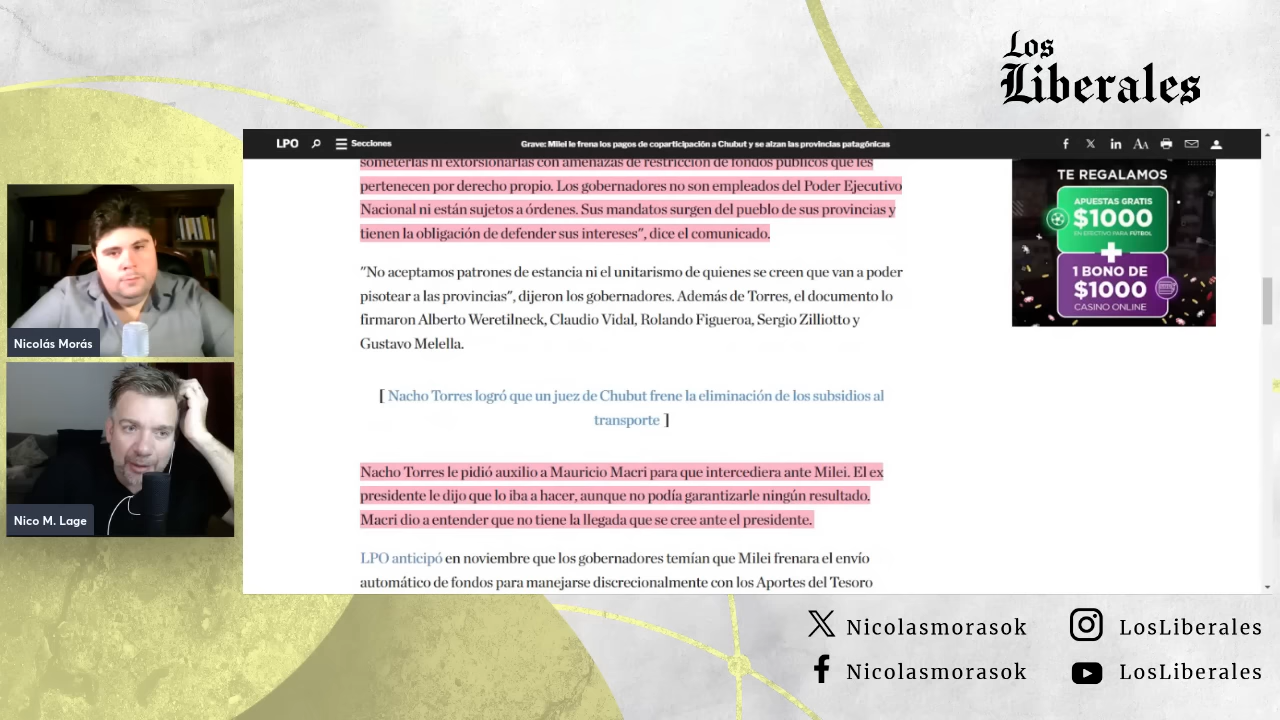 Los
Liberales
LPO
Secciones
Grave: Milei le frena los pagos de coparticipación a Chubut y se alzan las provincias patagónicas
f X in AA
someterlas ni extorsionarlas con amenazas de restricción de fondos públicos que les
pertenecen por derecho propio. Los gobernadores no son empleados del Poder Ejecutivo
Nacional ni están sujetos a órdenes. Sus mandatos surgen del pueblo de sus provincias y
tienen la obligación de defender sus intereses", dice el comunicado.
"No aceptamos patrones de estancia ni el unitarismo de quienes se creen que van a poder
pisotear a las provincias", dijeron los gobernadores. Además de Torres, el documento lo
firmaron Alberto Weretilneck, Claudio Vidal, Rolando Figueroa, Sergio Zilliotto y
Gustavo Melella.
[ Nacho Torres logró que un juez de Chubut frene la eliminación de los subsidios al
transporte ]
Nacho Torres le pidió auxilio a Mauricio Macri para que intercediera ante Milei. El ex
presidente le dijo que lo iba a hacer, aunque no podía garantizarle ningún resultado.
Macri dio a entender que no tiene la llegada que se cree ante el presidente.
LPO anticipó en noviembre que los gobernadores temían que Milei frenara el envío
automático de fondos para manejarse discrecionalmente con los Aportes del Tesoro
TE REGALAMOS
APUESTAS GRATIS
$1000
EN EFECTIVO PARA FÚTBOL
+
1 BONO DE
$1000
CASINO ONLINE
Nicolás Morás
Nico M. Lage
Nicolasmorasok
LosLiberales
Nicolasmorasok
LosLiberales